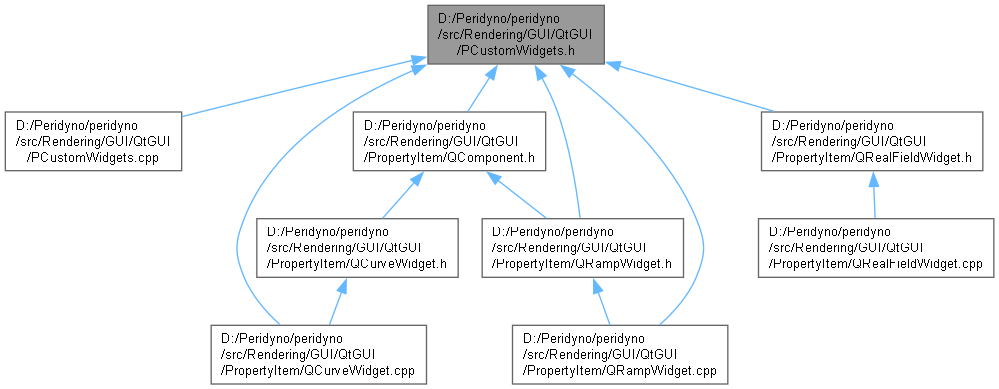 D:/Peridyno/peridyno
/src/Rendering/GUI/QtGUI
/PCustomWidgets.h
D:/Peridyno/peridyno
/src/Rendering/GUI/QtGUI
/PCustomWidgets.cpp
D:/Peridyno/peridyno
/src/Rendering/GUI/QtGUI
/PropertyItem/QComponent.h
D:/Peridyno/peridyno
/src/Rendering/GUI/QtGUI
/PropertyItem/QRealFieldWidget.h
D:/Peridyno/peridyno
/src/Rendering/GUI/QtGUI
/PropertyItem/QCurveWidget.h
D:/Peridyno/peridyno
/src/Rendering/GUI/QtGUI
/PropertyItem/QRampWidget.h
D:/Peridyno/peridyno
/src/Rendering/GUI/QtGUI
/PropertyItem/QRealFieldWidget.cpp
D:/Peridyno/peridyno
/src/Rendering/GUI/QtGUI
/PropertyItem/QCurveWidget.cpp
D:/Peridyno/peridyno
/src/Rendering/GUI/QtGUI
/PropertyItem/QRampWidget.cpp